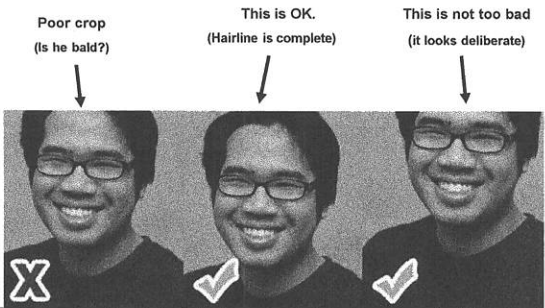 Poor crop
(Is he bald?)
This is OK.
(Hairline is complete)
This is not too bad
(it looks deliberate)